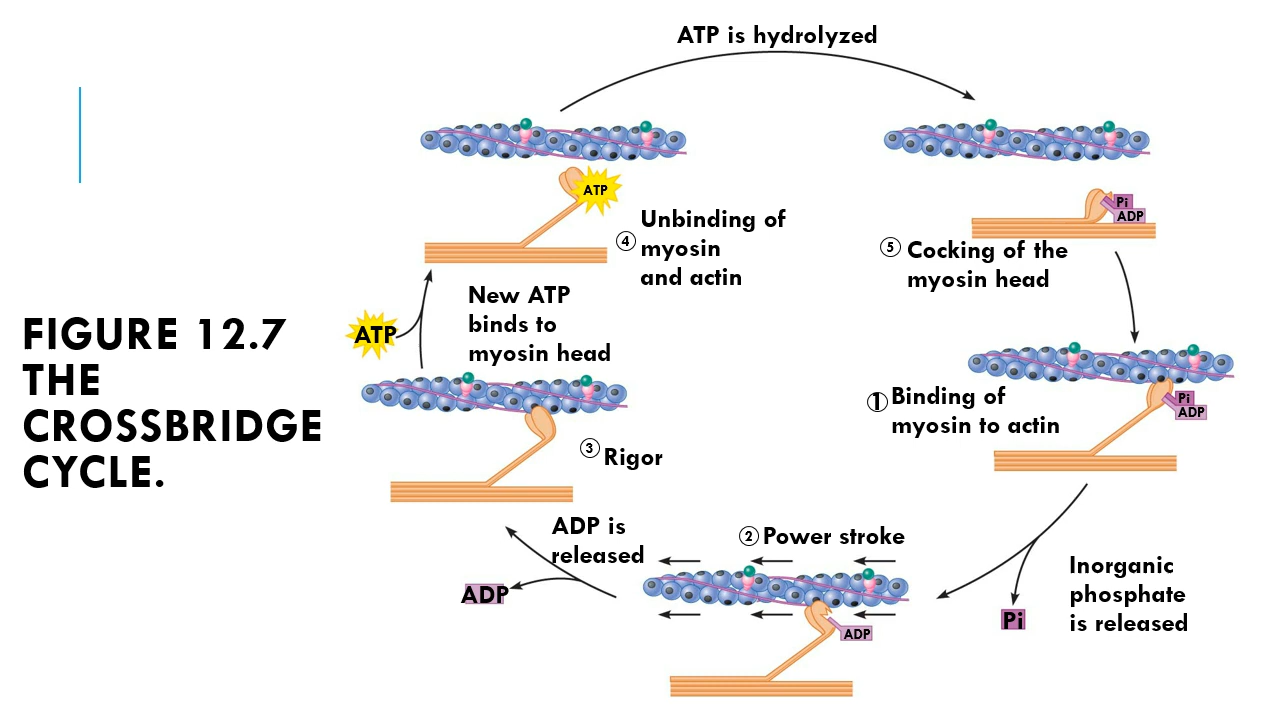 FIGURE 12.7
THE
CROSSBRIDGE
CYCLE.
ATP is hydrolyzed
ATP
④ Unbinding of
myosin
and actin
Pi
ADP
⑤ Cocking of the
myosin head
New ATP
binds to
myosin head
ATP
① Binding of
myosin to actin
Pi
ADP
③ Rigor
ADP is
released
ADP
② Power stroke
ADP
Inorganic
phosphate
is released
Pi